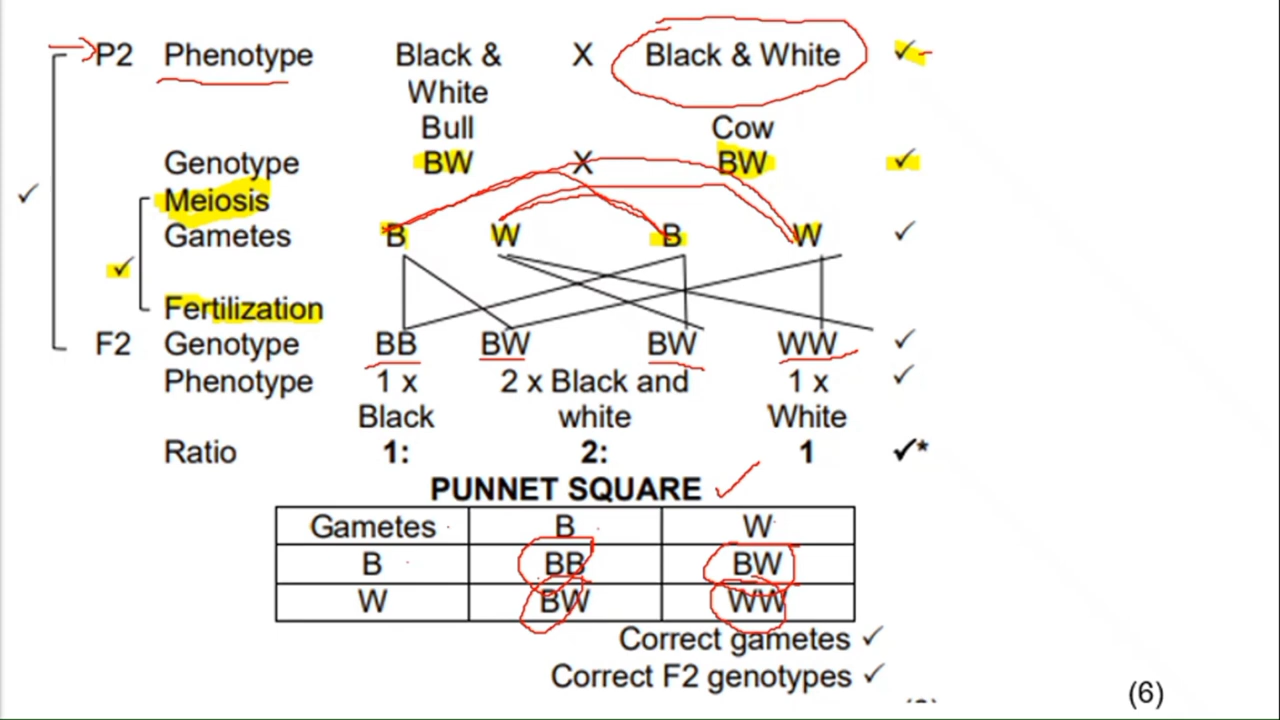 P2 Phenotype Black & X Black & White ✓
White
Bull Cow
Genotype BW X BW ✓
✓ Meiosis
Gametes B W B W ✓
✓
Fertilization
F2 Genotype BB BW BW WW ✓
Phenotype 1 x 2 x Black and 1 x ✓
Black white White
Ratio 1: 2: 1 ✓*
PUNNET SQUARE
Gametes B W
B BB BW
W BW WW
Correct gametes ✓
Correct F2 genotypes ✓
(6)